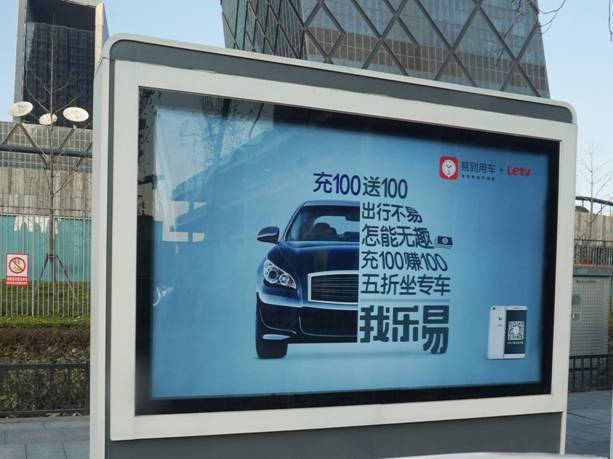 易到用车 + Letv
充100送100
出行不易
怎能无趣
充100赚100
五折坐专车
我乐易